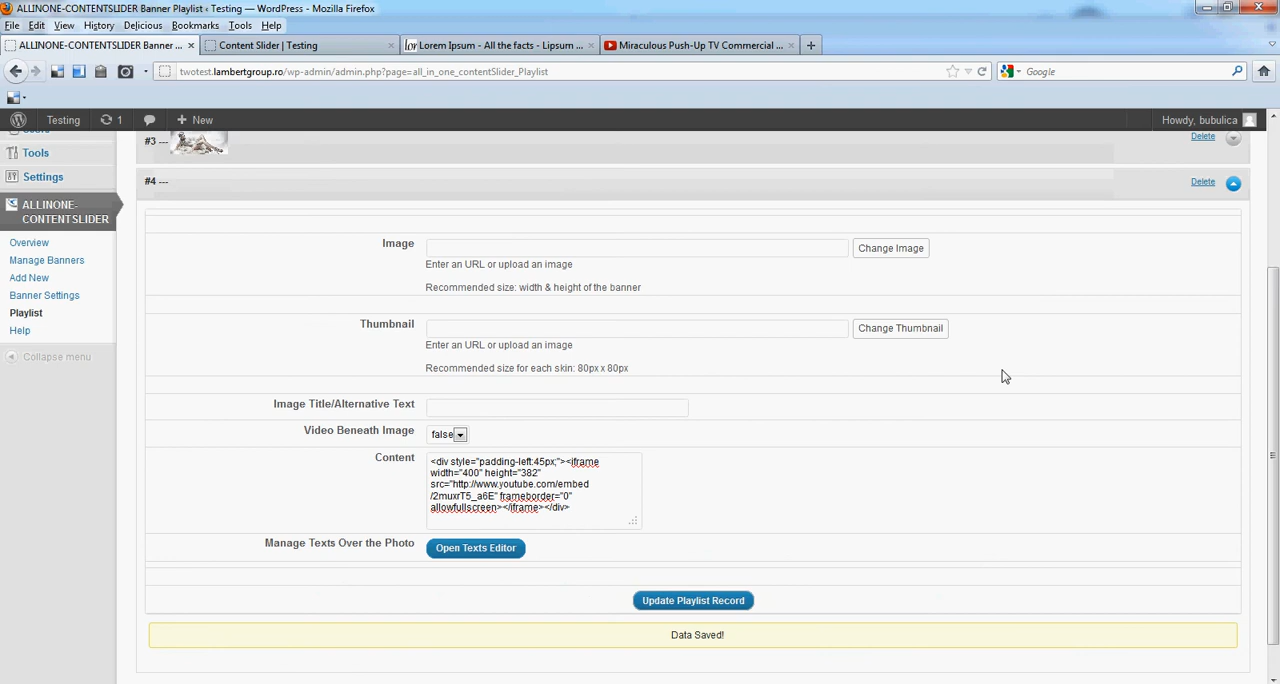 ALLINONE-CONTENTSLIDER Banner Playlist ‹ Testing — WordPress - Mozilla Firefox
File Edit View History Delicious Bookmarks Tools Help
ALLINONE-CONTENTSLIDER Banner ... × Content Slider | Testing × Lorem Ipsum - All the facts - Lipsum ... × Miraculous Push-Up TV Commercial ... × +
twotest.lambertgroup.ro/wp-admin/admin.php?page=all_in_one_contentSlider_Playlist Google
Testing 1 + New Howdy, bubulica
#3 --- Delete
Tools
Settings
#4 --- Delete
ALLINONE-
CONTENTSLIDER
Overview
Manage Banners
Add New
Banner Settings
Playlist
Help
Collapse menu
Image Change Image
Enter an URL or upload an image
Recommended size: width & height of the banner
Thumbnail Change Thumbnail
Enter an URL or upload an image
Recommended size for each skin: 80px x 80px
Image Title/Alternative Text
Video Beneath Image false
Content
<div style="padding-left:45px;"><iframe
width="400" height="382"
src="http://www.youtube.com/embed
/2muxrT5_a6E" frameborder="0"
allowfullscreen></iframe></div>
Manage Texts Over the Photo Open Texts Editor
Update Playlist Record
Data Saved!